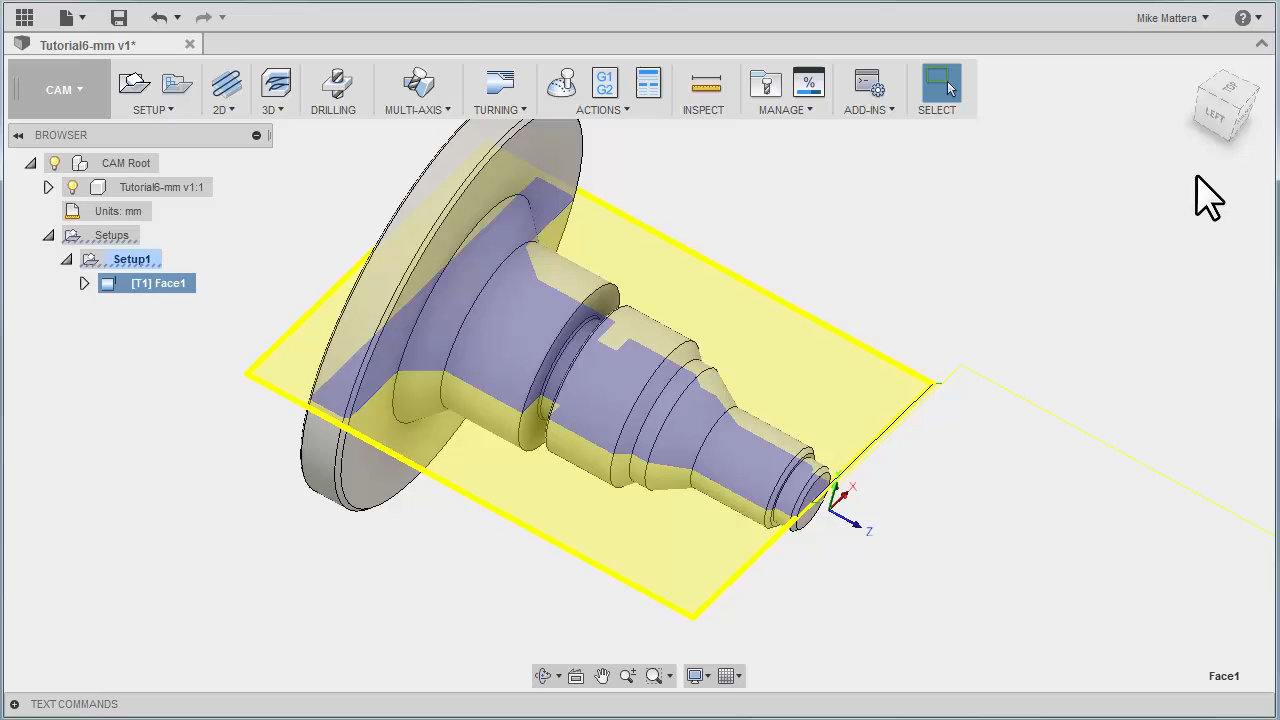 Mike Mattera
?
Tutorial6-mm v1*
CAM
SETUP
2D
3D
DRILLING
MULTI-AXIS
TURNING
G1
G2
ACTIONS
INSPECT
%
MANAGE
ADD-INS
SELECT
LEFT
BROWSER
CAM Root
Tutorial6-mm v1:1
Units: mm
Setups
Setup1
[T1] Face1
X
Z
Face1
TEXT COMMANDS